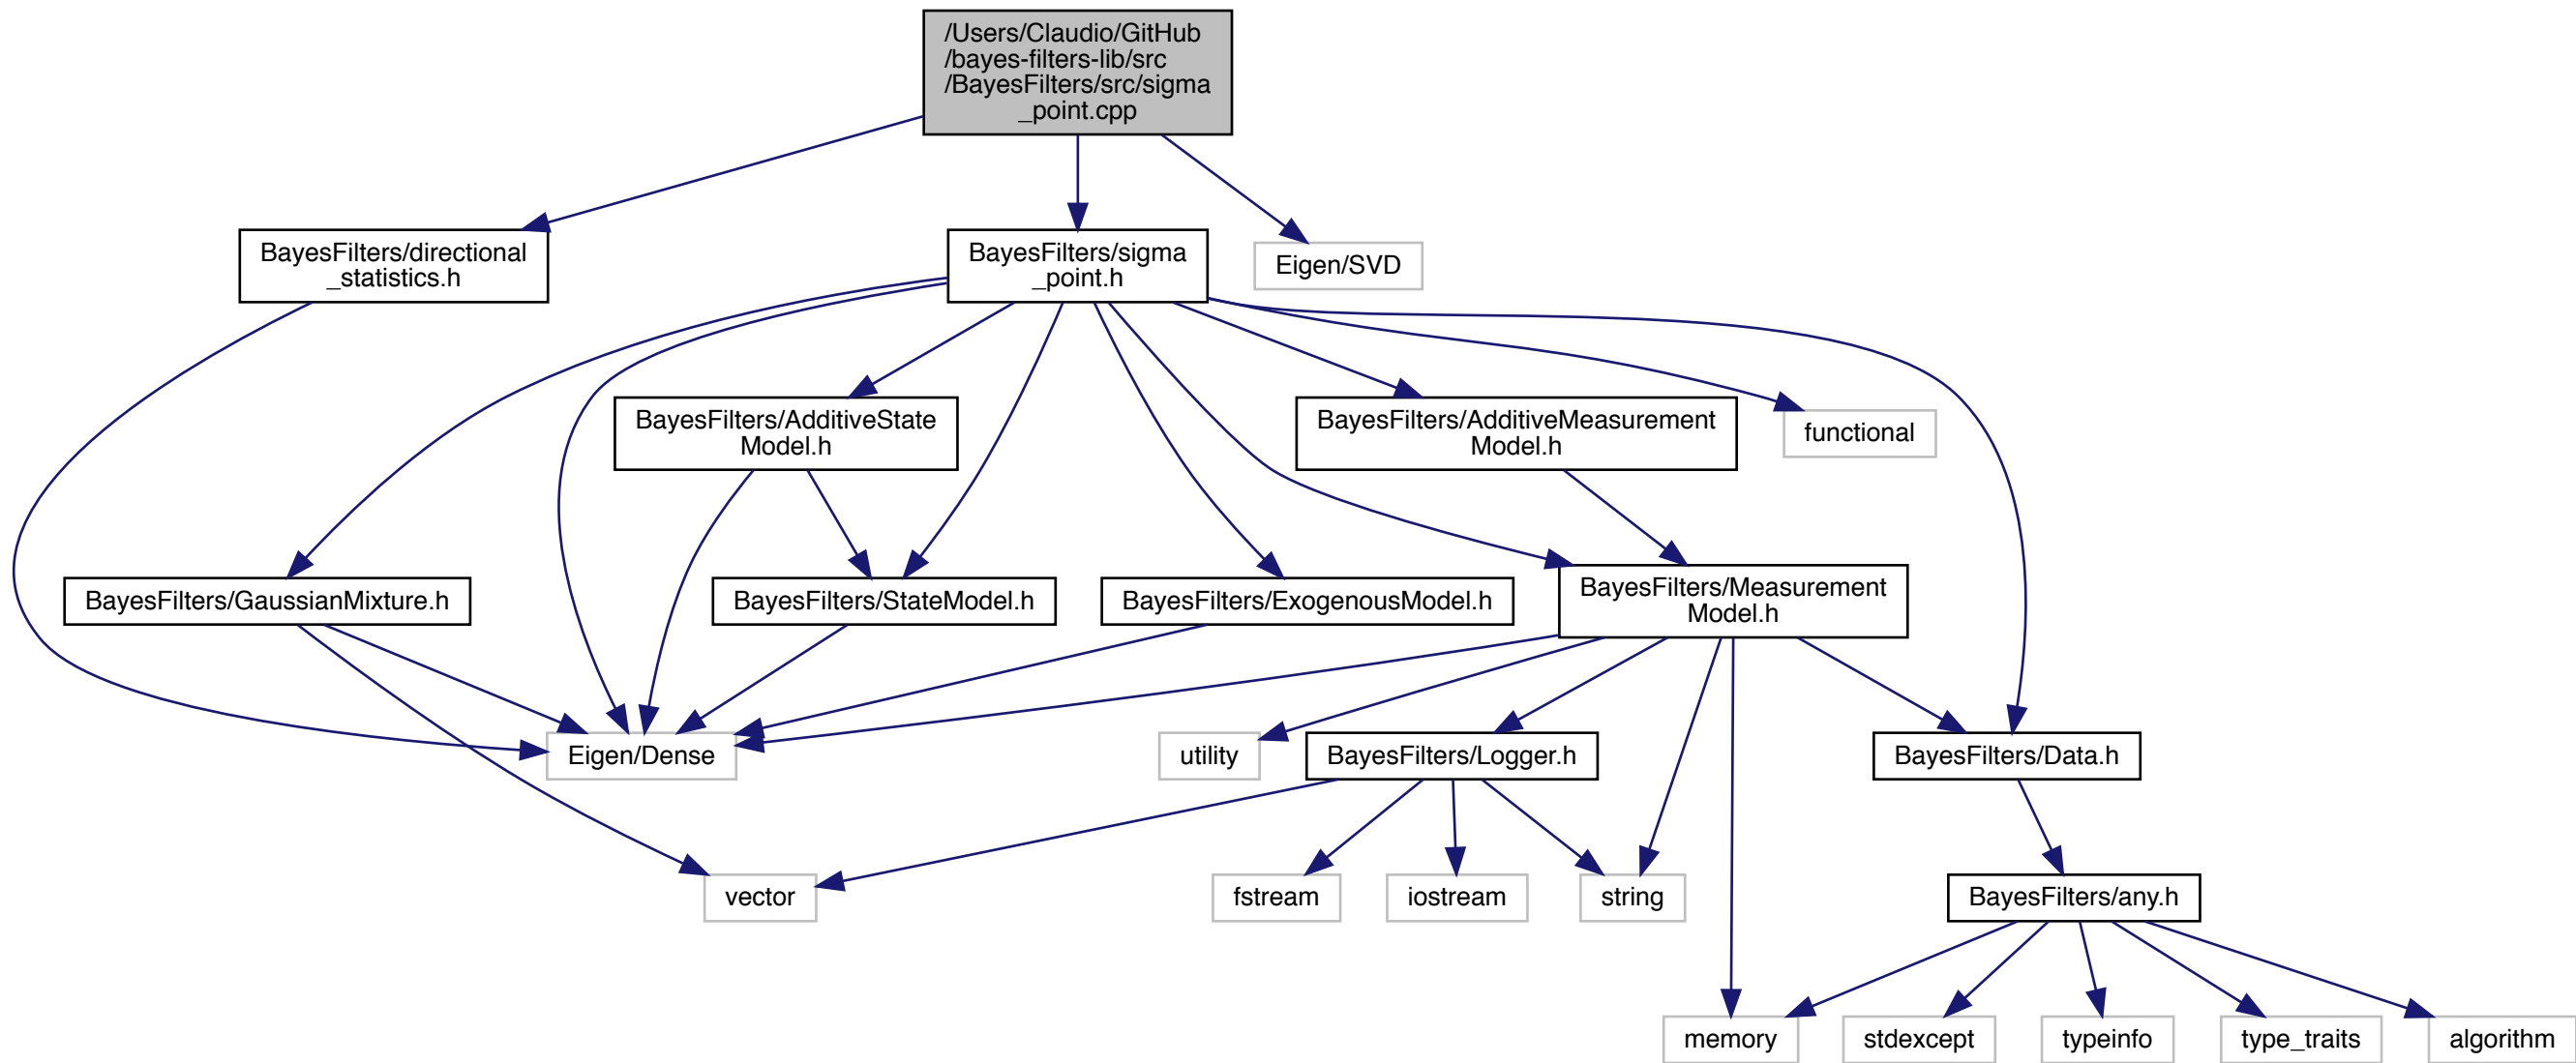 /Users/Claudio/GitHub
/bayes-filters-lib/src
/BayesFilters/src/sigma
_point.cpp
BayesFilters/directional
_statistics.h
BayesFilters/sigma
_point.h
Eigen/SVD
BayesFilters/AdditiveState
Model.h
BayesFilters/AdditiveMeasurement
Model.h
functional
BayesFilters/GaussianMixture.h
BayesFilters/StateModel.h
BayesFilters/ExogenousModel.h
BayesFilters/Measurement
Model.h
Eigen/Dense
utility
BayesFilters/Logger.h
BayesFilters/Data.h
vector
fstream
iostream
string
BayesFilters/any.h
memory
stdexcept
typeinfo
type_traits
algorithm